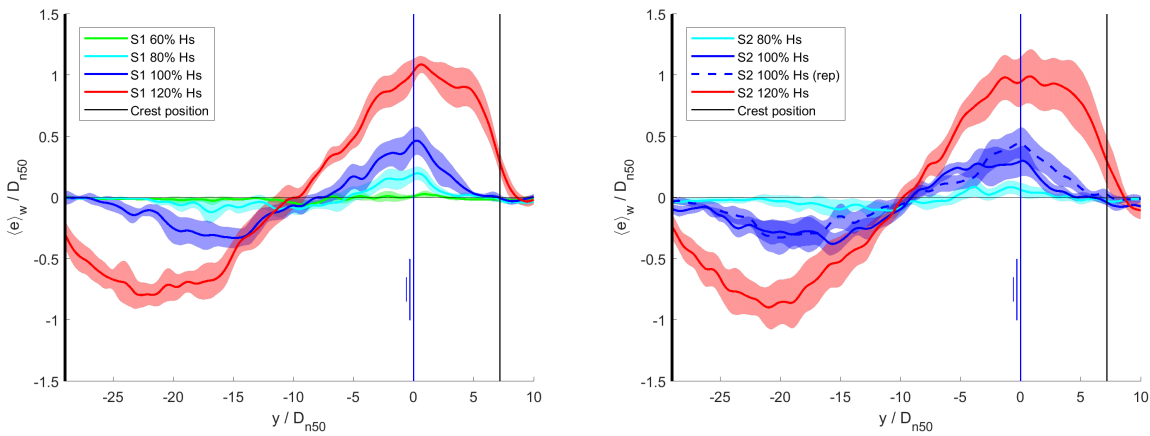 1.5
1
0.5
0
-0.5
-1
-1.5
⟨e⟩w / Dn50
S1 60% Hs
S1 80% Hs
S1 100% Hs
S1 120% Hs
Crest position
-25 -20 -15 -10 -5 0 5 10
y / Dn50
1.5
1
0.5
0
-0.5
-1
-1.5
⟨e⟩w / Dn50
S2 80% Hs
S2 100% Hs
S2 100% Hs (rep)
S2 120% Hs
Crest position
-25 -20 -15 -10 -5 0 5 10
y / Dn50